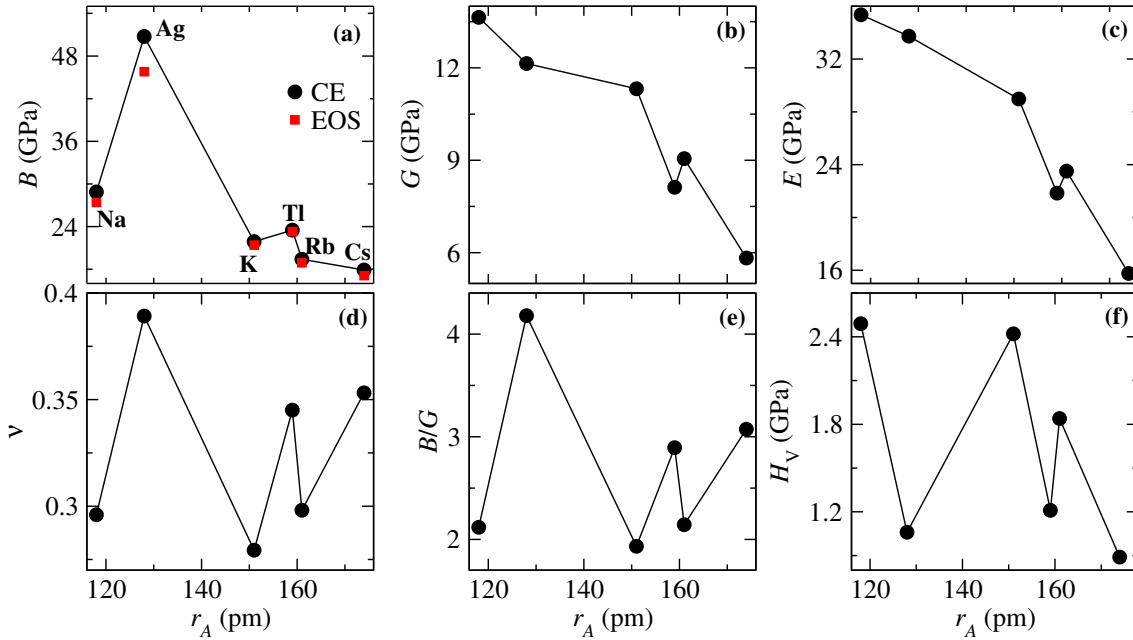 (a)
Ag
CE
EOS
Na
K
Tl
Rb
Cs
B (GPa)
48
36
24
(b)
G (GPa)
12
9
6
(c)
E (GPa)
32
24
16
(d)
ν
0.4
0.35
0.3
120 140 160
r_A (pm)
(e)
B/G
4
3
2
120 140 160
r_A (pm)
(f)
H_V (GPa)
2.4
1.8
1.2
120 140 160
r_A (pm)